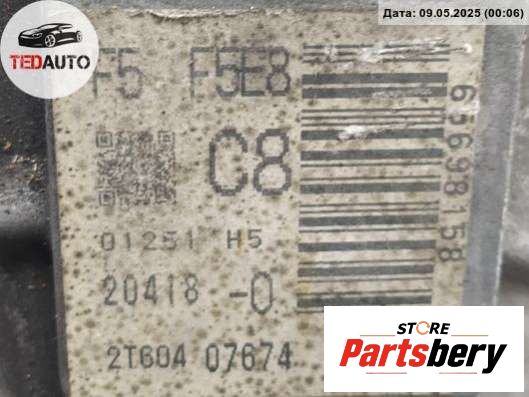 Дата: 09.05.2025 (00:06)
TEDAUTO
F5 F5E8
C8
65698158
01251 H5
20418 -0
2T604 07674
STORE
Partsbery